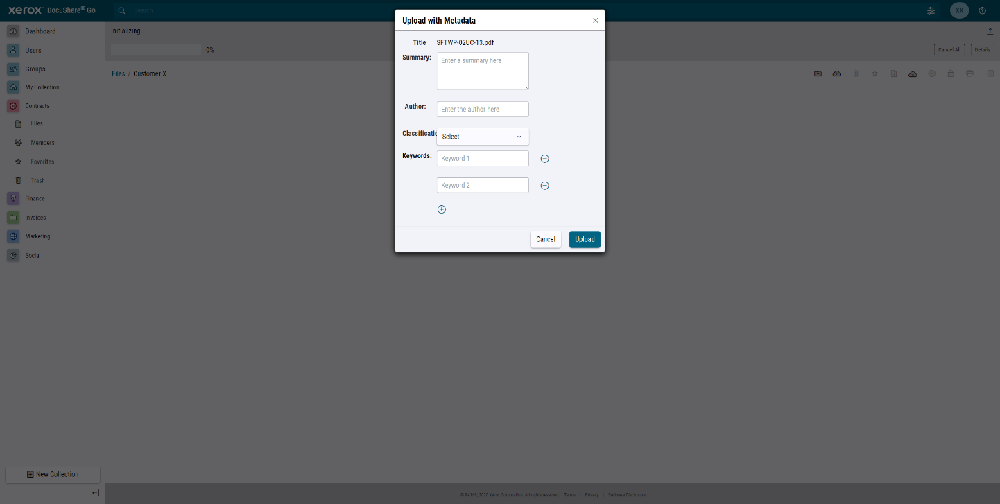 xerox™ DocuShare® Go
Search
XX
Dashboard
Users
Groups
My Collection
Contracts
Files
Members
Favorites
Trash
Finance
Invoices
Marketing
Social
New Collection
Initializing...
0%
Cancel All
Details
Files / Customer X
Upload with Metadata
Title
SFTWP-02UC-13.pdf
Summary:
Enter a summary here
Author:
Enter the author here
Classificatio
Select
Keywords:
Keyword 1
Keyword 2
Cancel
Upload
© &#169; 2020 Xerox Corporation. All rights reserved Terms | Privacy | Software Disclosure